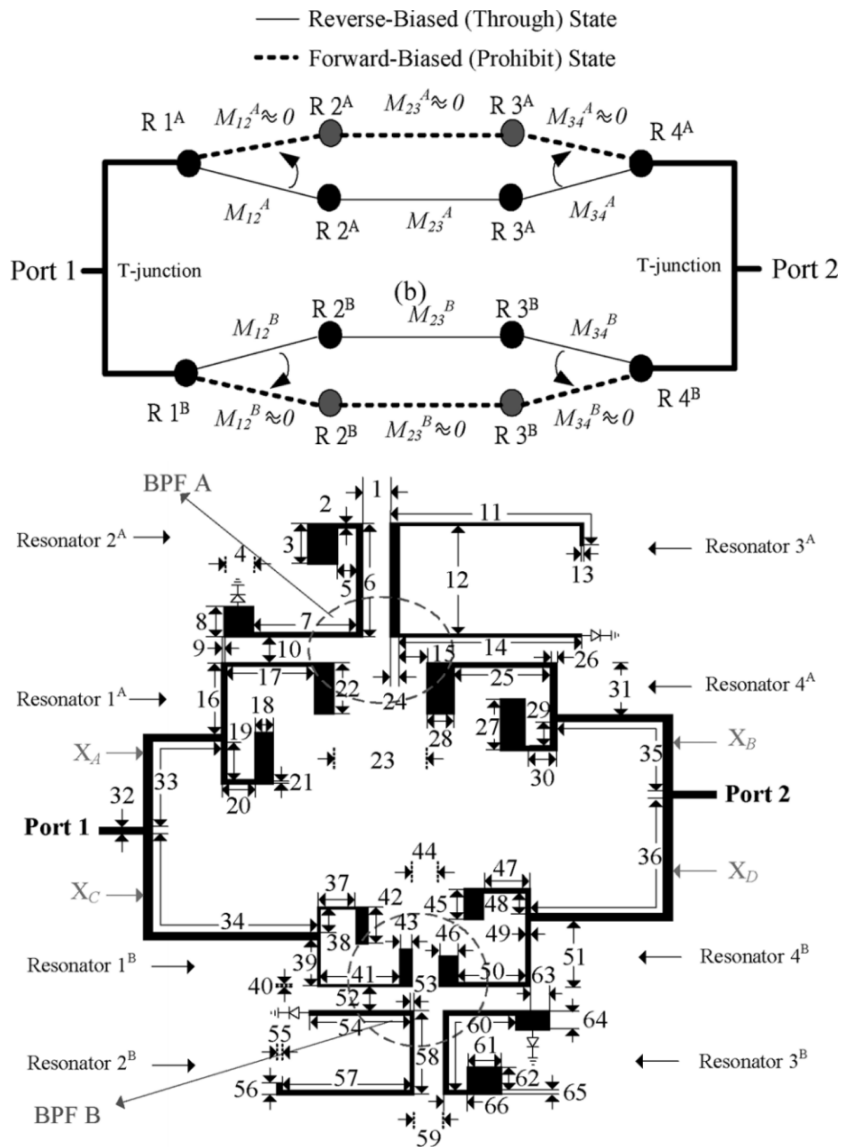 Reverse-Biased (Through) State
Forward-Biased (Prohibit) State
R 1ᴬ M₁₂ᴬ≈0 R 2ᴬ M₂₃ᴬ≈0 R 3ᴬ M₃₄ᴬ≈0 R 4ᴬ
M₁₂ᴬ R 2ᴬ M₂₃ᴬ R 3ᴬ M₃₄ᴬ
Port 1 T-junction T-junction Port 2
(b)
M₁₂ᴮ R 2ᴮ M₂₃ᴮ R 3ᴮ M₃₄ᴮ
R 1ᴮ M₁₂ᴮ≈0 R 2ᴮ M₂₃ᴮ≈0 R 3ᴮ M₃₄ᴮ≈0 R 4ᴮ
BPF A 1
2 11
Resonator 2ᴬ 3 4 5 6 12 13 Resonator 3ᴬ
8 7
9 10 14 26
17 15 25
Resonator 1ᴬ 16 22 24 31 Resonator 4ᴬ
18 28 27 29
X_A 19 23 30 X_B
33 20 21 35
32 Port 2
Port 1
44 36
X_C 37 42 47 X_D
34 38 43 45 48
46 49
Resonator 1ᴮ 39 41 50 51 Resonator 4ᴮ
40 52 53 63
54 60 64
55 58 61
Resonator 2ᴮ 56 57 62 65 Resonator 3ᴮ
66
BPF B 59